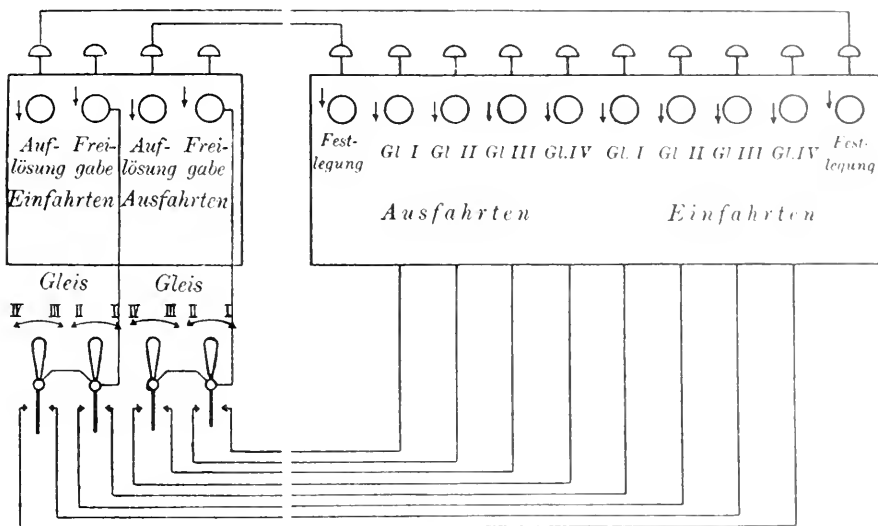 Auf- Frei- Auf- Frei-
lösung gabe lösung gabe
Einfahrten Ausfahrten
Fest-
legung
Gl I Gl II Gl III Gl.IV Gl. I Gl II Gl III Gl.IV
Fest-
legung
Ausfahrten Einfahrten
Gleis Gleis
IV III II I IV III II I